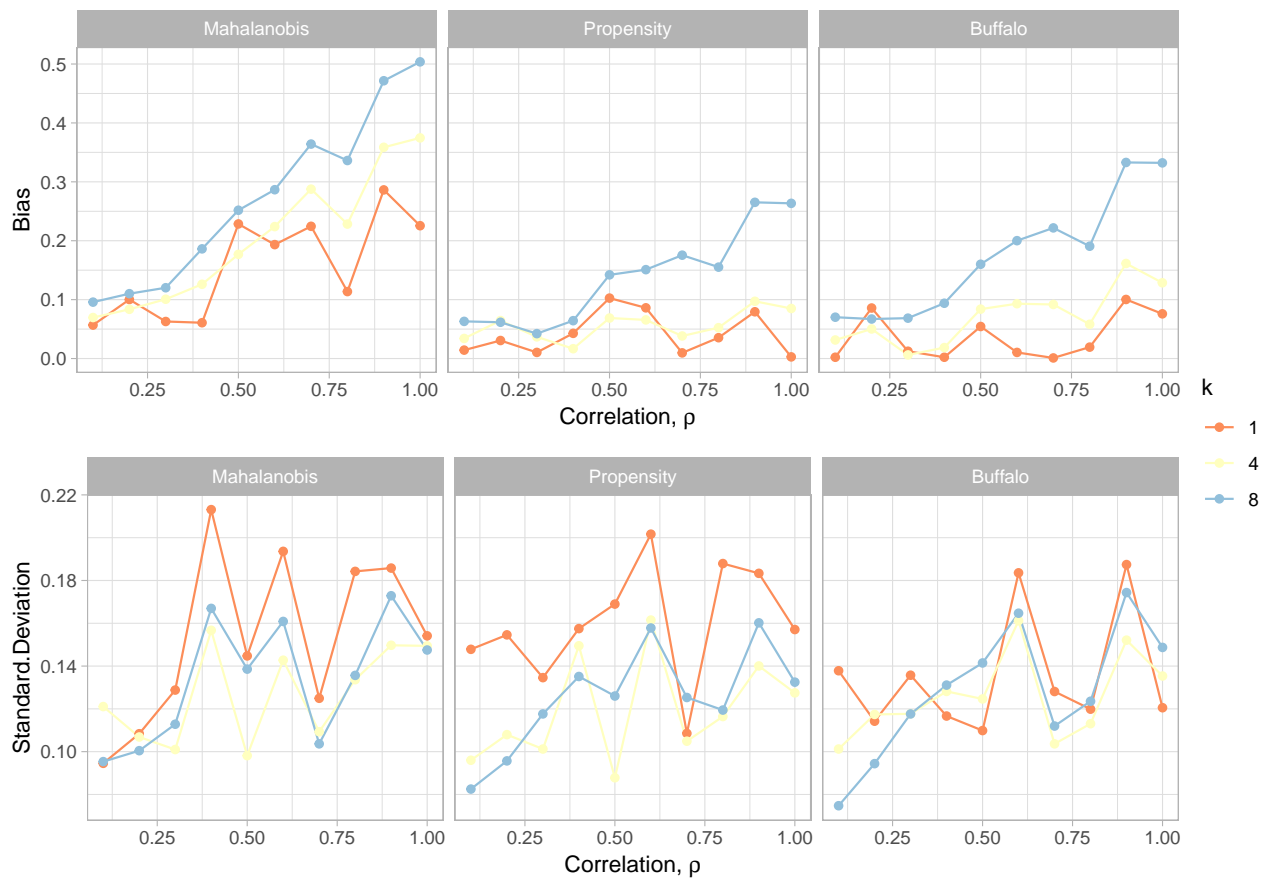 Mahalanobis Propensity Buffalo
0.5
0.4
0.3
0.2
0.1
0.0
Bias
0.25 0.50 0.75 1.00 0.25 0.50 0.75 1.00 0.25 0.50 0.75 1.00
Correlation, ρ
Mahalanobis Propensity Buffalo
0.22
0.18
0.14
0.10
Standard.Deviation
0.25 0.50 0.75 1.00 0.25 0.50 0.75 1.00 0.25 0.50 0.75 1.00
Correlation, ρ
k
1
4
8